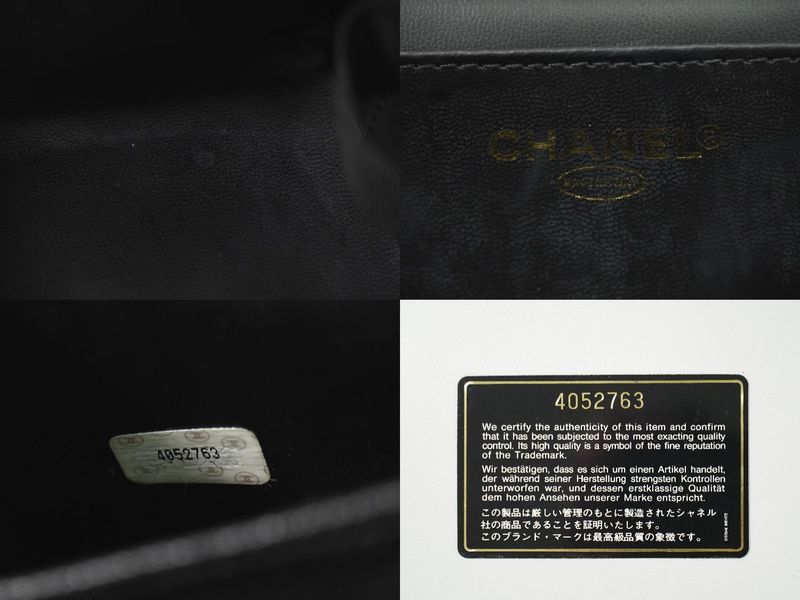 CHANEL®
4052763
4052763
We certify the authenticity of this item and confirm
that it has been subjected to the most exacting quality
control. Its high quality is a symbol of the fine reputation
of the Trademark.
Wir bestätigen, dass es sich um einen Artikel handelt,
der während seiner Herstellung strengsten Kontrollen
unterworfen war, und dessen erstklassige Qualität
dem hohen Ansehen unserer Marke entspricht.
この製品は厳しい管理のもとに製造されたシャネル
社の商品であることを証明いたします。
このブランド・マークは最高級品質の象徴です。